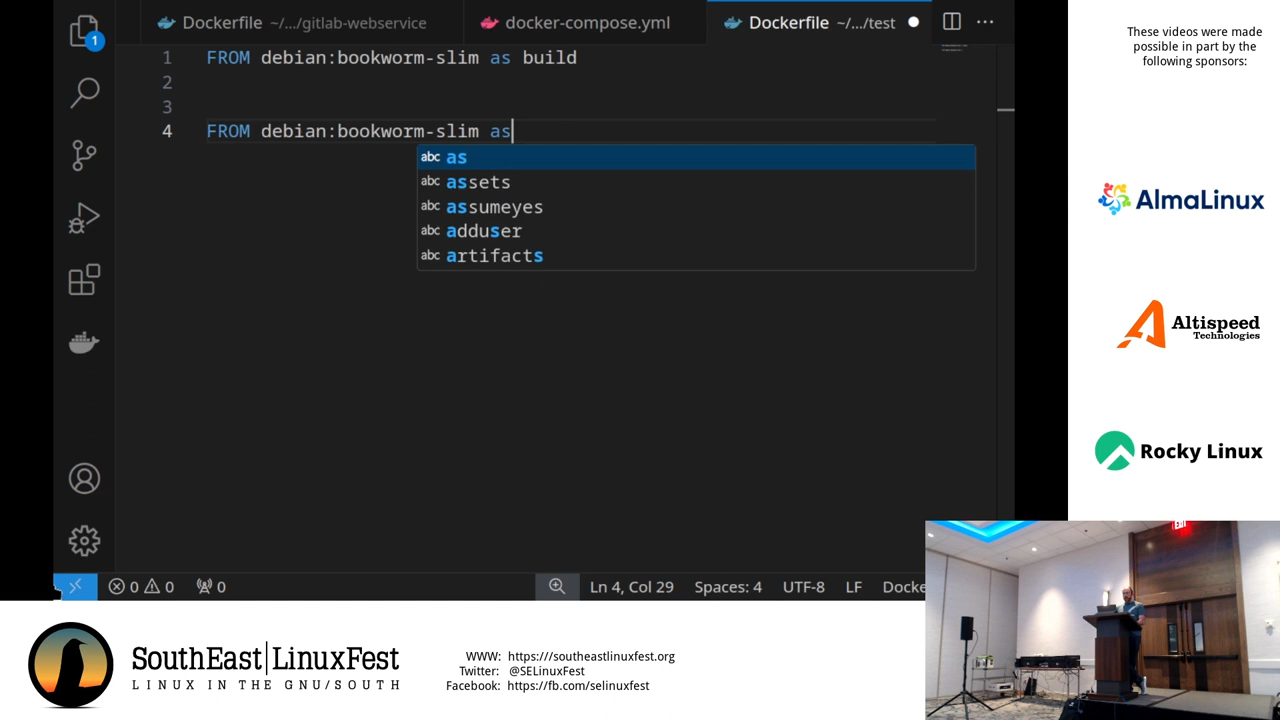 Dockerfile ~/.../gitlab-webservice
docker-compose.yml
Dockerfile ~/.../test
1
1 FROM debian:bookworm-slim as build
2
3
4 FROM debian:bookworm-slim as
abc as
abc assets
abc assumeyes
abc adduser
abc artifacts
0 0 0
Ln 4, Col 29
Spaces: 4
UTF-8
LF
Docke
These videos were made
possible in part by the
following sponsors:
AlmaLinux
Altispeed
Technologies
Rocky Linux
SouthEast LinuxFest
LINUX IN THE GNU/SOUTH
WWW: https:///southeastlinuxfest.org
Twitter: @SELinuxFest
Facebook: https://fb.com/selinuxfest